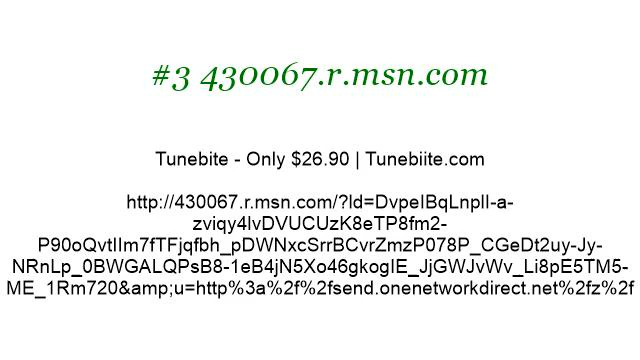 #3 430067.r.msn.com
Tunebite - Only $26.90 | Tunebiite.com
http://430067.r.msn.com/?ld=DvpeIBqLnplI-a-
zviqy4lvDVUCUzK8eTP8fm2-
P90oQvtIIm7fTFjqfbh_pDWNxcSrrBCvrZmzP078P_CGeDt2uy-Jy-
NRnLp_0BWGALQPsB8-1eB4jN5Xo46gkogIE_JjGWJvWv_Li8pE5TM5-
ME_1Rm720&amp;u=http%3a%2f%2fsend.onenetworkdirect.net%2fz%2f